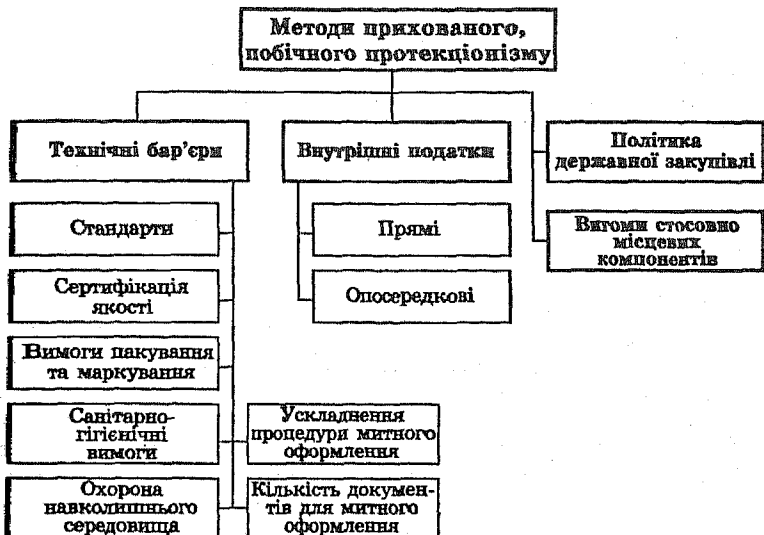 Методи прихованого,
побічного протекціонізму
Технічні бар'єри
Внутрішні податки
Політика
державної закупівлі
Стандарти
Прямі
Вигоми стосовно
місцевих
компонентів
Сертифікація
якості
Опосередкові
Вимоги пакування
та маркування
Санітарно-
гігієнічні
вимоги
Ускладнення
процедури митного
оформлення
Охорона
навколишнього
середовища
Кількість докумен-
тів для митного
оформлення